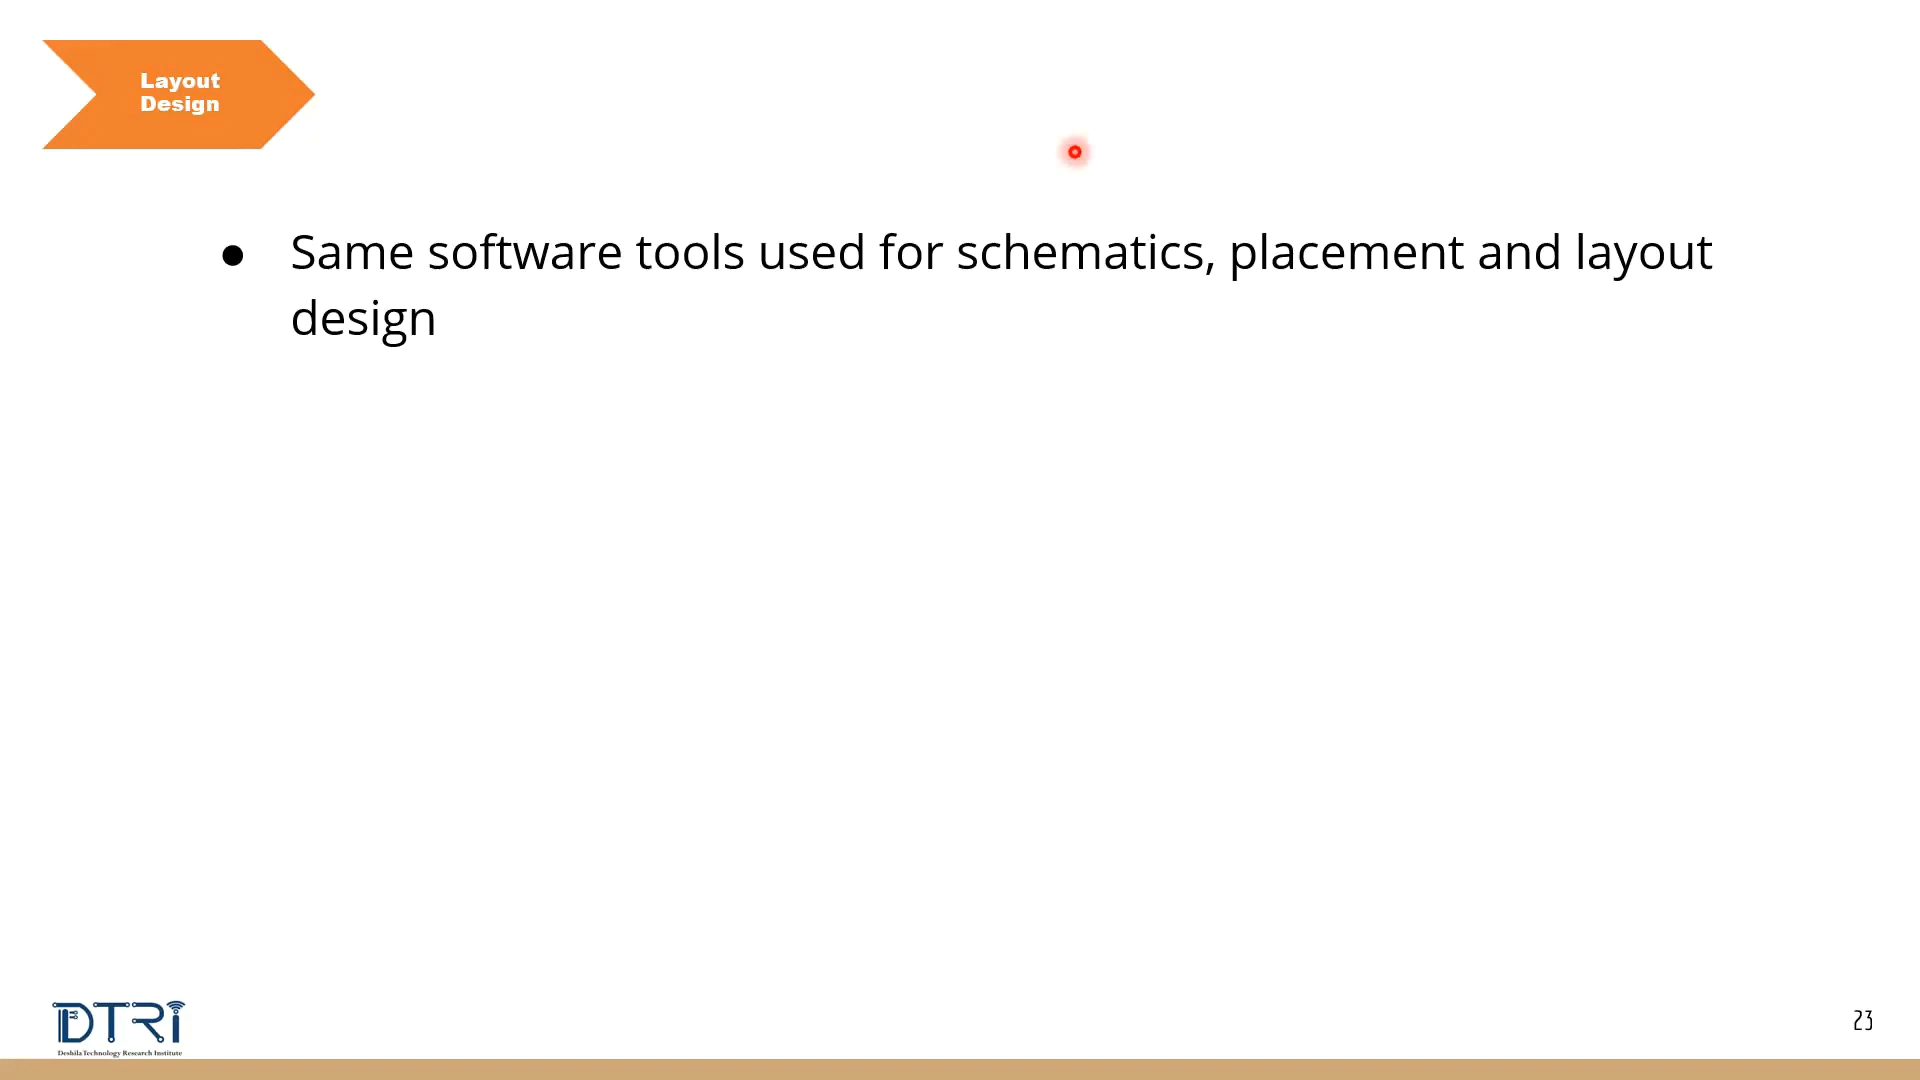 Layout
Design
● Same software tools used for schematics, placement and layout
design
DTRi
Deshila Technology Research Institute
23